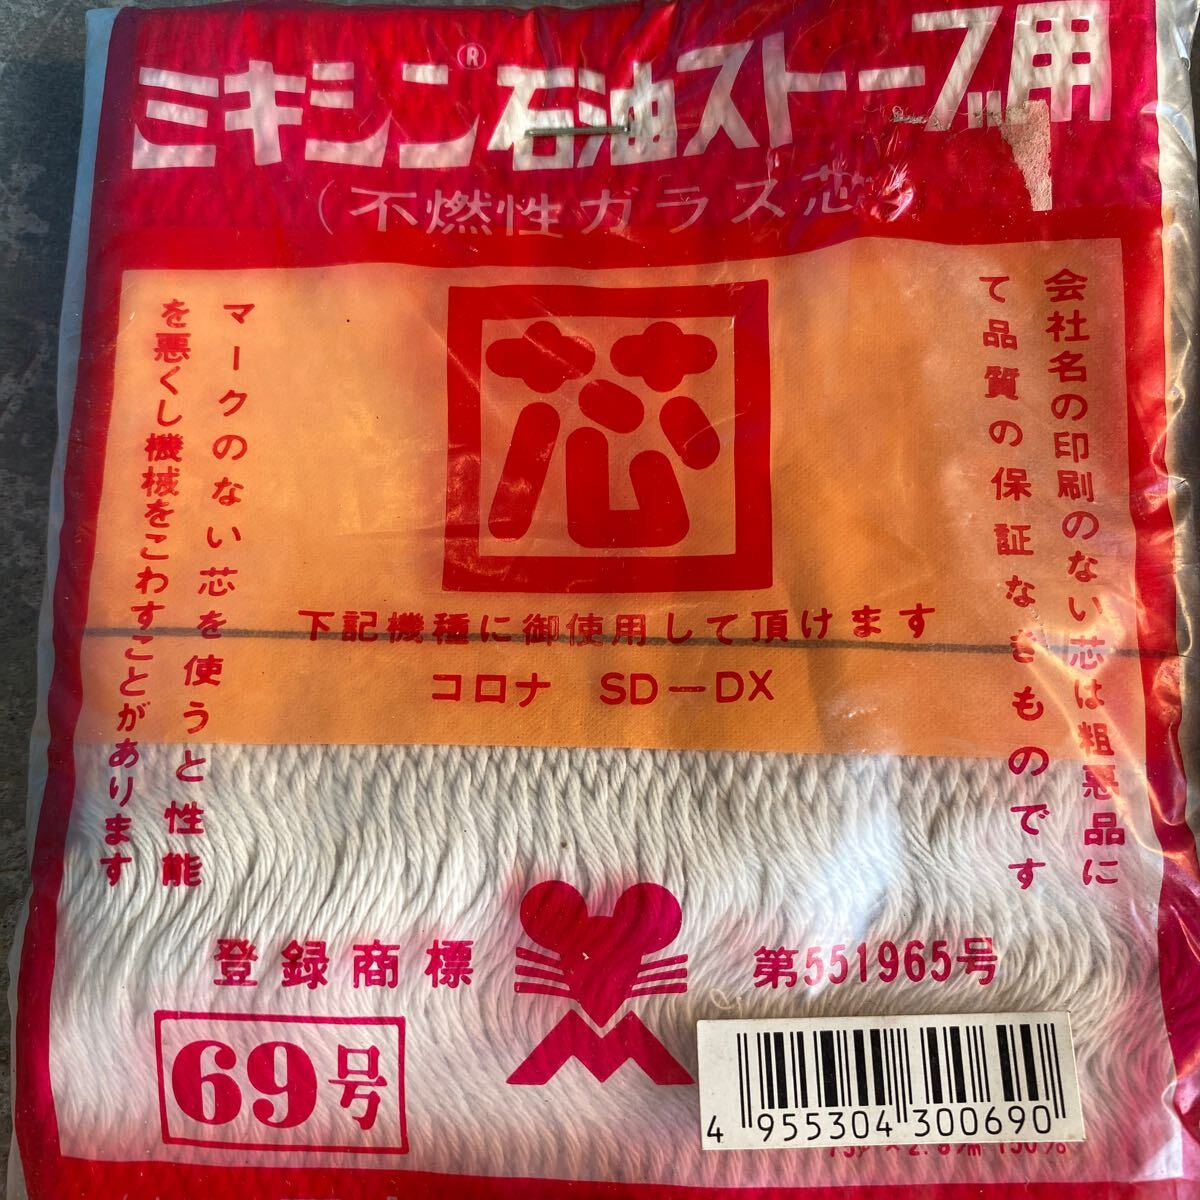 ミキシン®石油ストーブ用
（不燃性ガラス芯）
会社名の印刷のない芯は粗悪品に
て品質の保証なきものです
芯
マークのない芯を使うと性能
を悪くし機械をこわすことがあります
下記機種に御使用して頂けます
コロナ SD－DX
登録商標
第551965号
69号
4 955304 300690